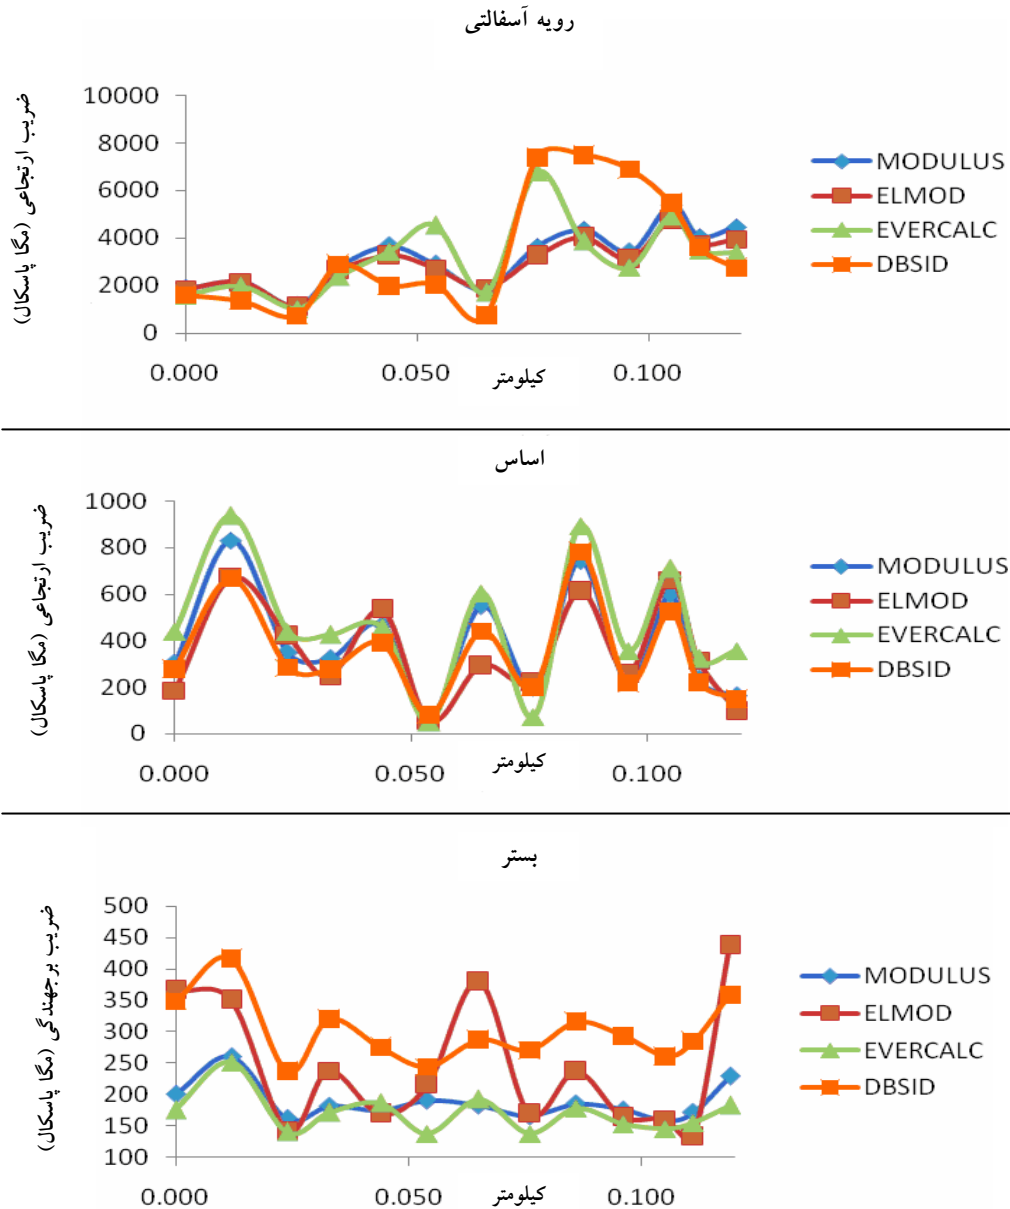 رویه آسفالتی
ضریب ارتجاعی (مگا پاسکال)
10000
8000
6000
4000
2000
0
0.000
0.050
0.100
کیلومتر
MODULUS
ELMOD
EVERCALC
DBSID
اساس
ضریب ارتجاعی (مگا پاسکال)
1000
800
600
400
200
0
0.000
0.050
0.100
کیلومتر
MODULUS
ELMOD
EVERCALC
DBSID
بستر
ضریب برجهندگی (مگا پاسکال)
500
450
400
350
300
250
200
150
100
0.000
0.050
0.100
کیلومتر
MODULUS
ELMOD
EVERCALC
DBSID